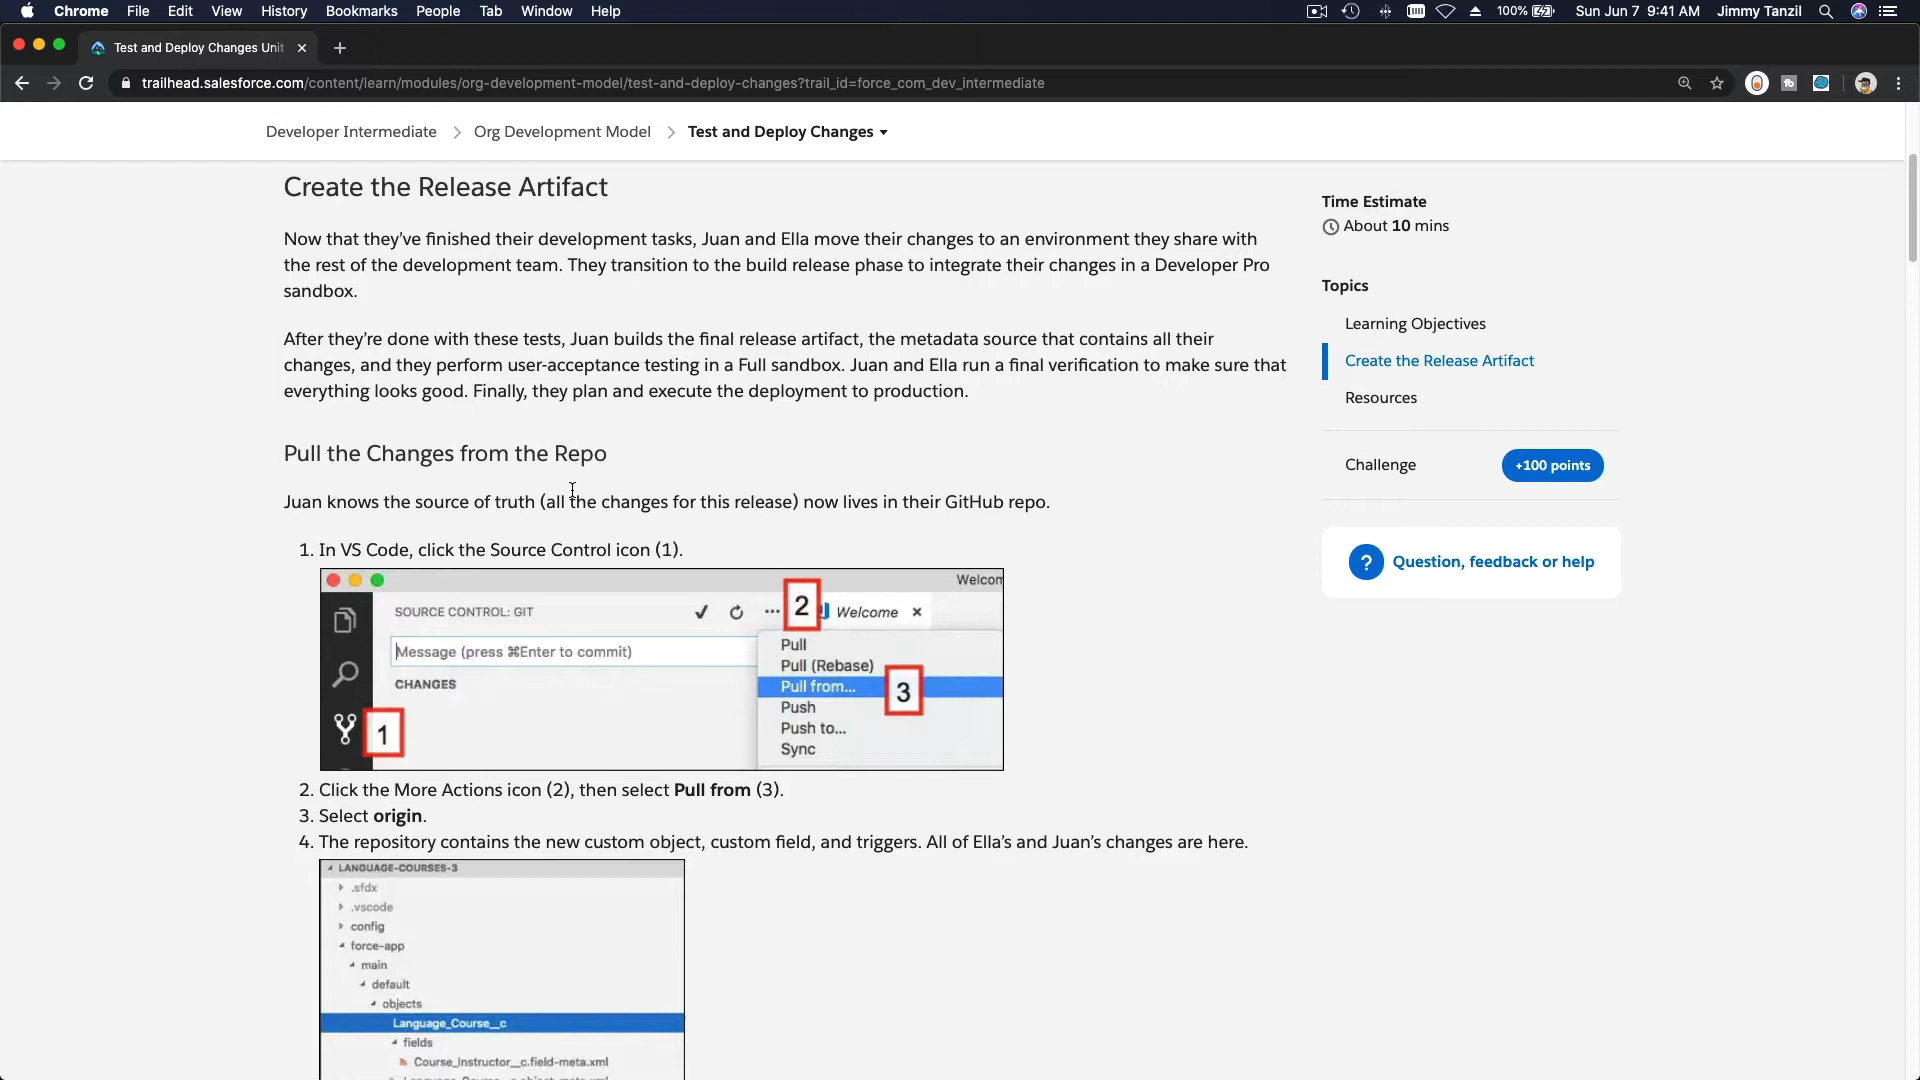 Chrome File Edit View History Bookmarks People Tab Window Help 100% Sun Jun 7 9:41 AM Jimmy Tanzil
Test and Deploy Changes Unit
trailhead.salesforce.com/content/learn/modules/org-development-model/test-and-deploy-changes?trail_id=force_com_dev_intermediate
Developer Intermediate > Org Development Model > Test and Deploy Changes
Create the Release Artifact
Now that they've finished their development tasks, Juan and Ella move their changes to an environment they share with
the rest of the development team. They transition to the build release phase to integrate their changes in a Developer Pro
sandbox.
After they're done with these tests, Juan builds the final release artifact, the metadata source that contains all their
changes, and they perform user-acceptance testing in a Full sandbox. Juan and Ella run a final verification to make sure that
everything looks good. Finally, they plan and execute the deployment to production.
Pull the Changes from the Repo
Juan knows the source of truth (all the changes for this release) now lives in their GitHub repo.
1. In VS Code, click the Source Control icon (1).
Welcom
SOURCE CONTROL: GIT
2
Welcome
Message (press ⌘Enter to commit)
CHANGES
Pull
Pull (Rebase)
Pull from...
3
Push
Push to...
Sync
1
2. Click the More Actions icon (2), then select Pull from (3).
3. Select origin.
4. The repository contains the new custom object, custom field, and triggers. All of Ella's and Juan's changes are here.
LANGUAGE-COURSES-3
.sfdx
.vscode
config
force-app
main
default
objects
Language_Course__c
fields
Course_Instructor__c.field-meta.xml
Time Estimate
About 10 mins
Topics
Learning Objectives
Create the Release Artifact
Resources
Challenge
+100 points
? Question, feedback or help